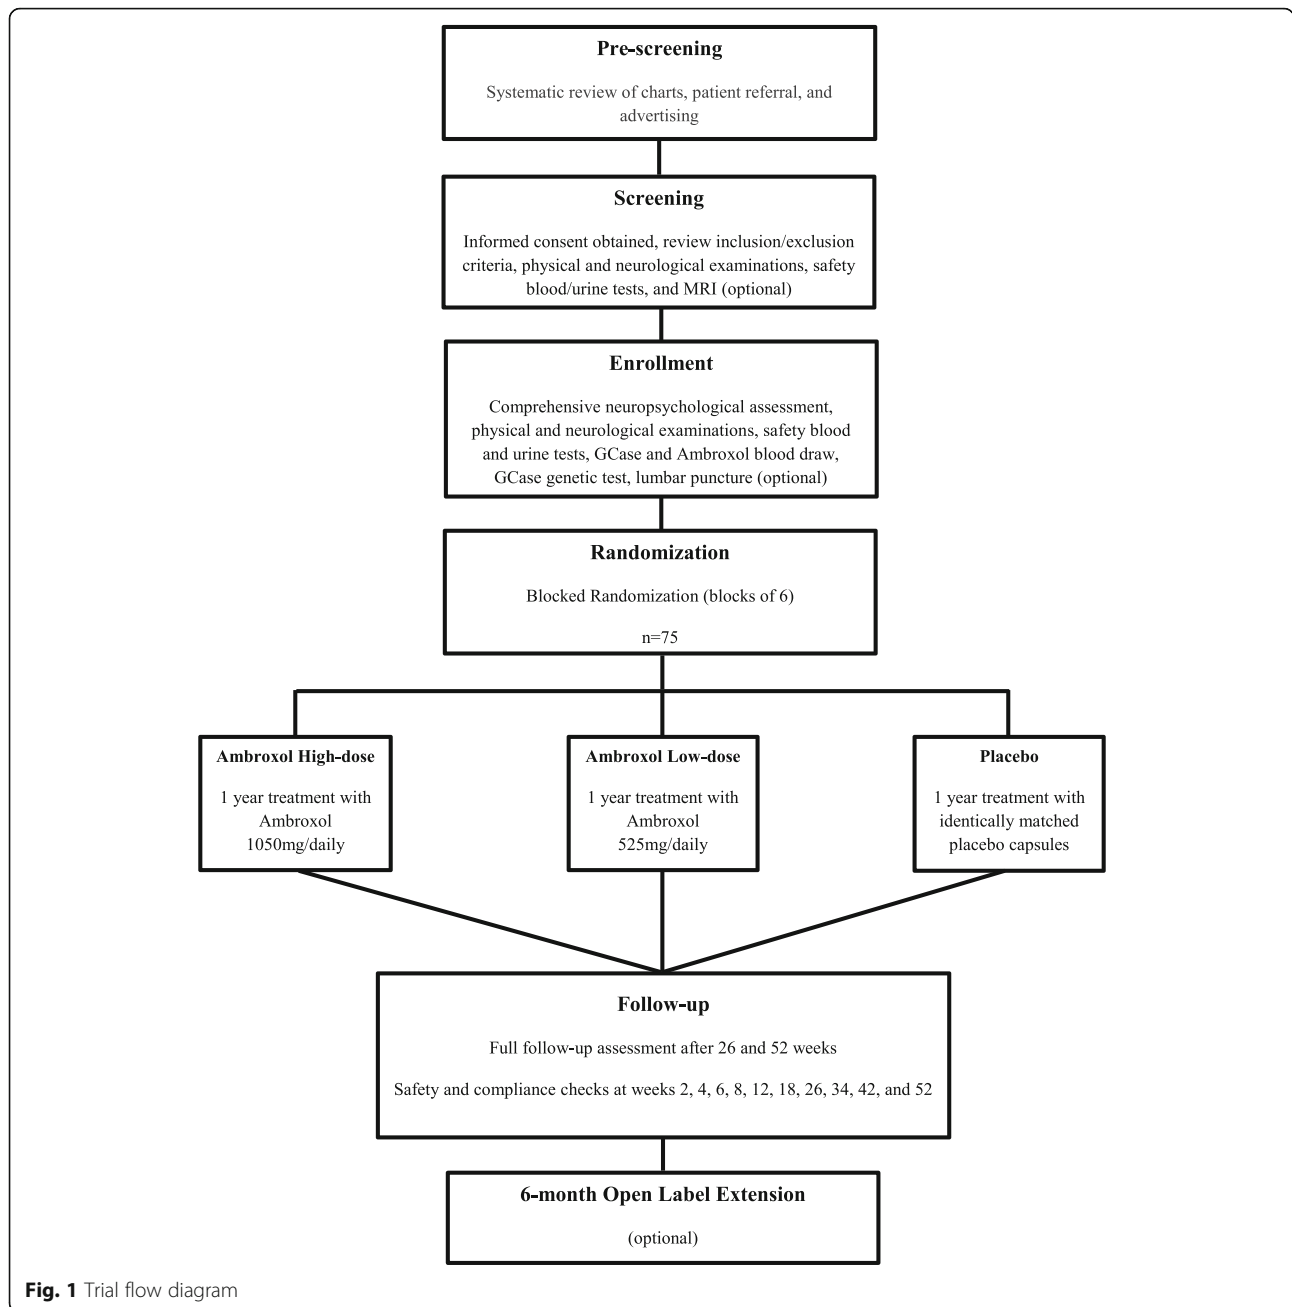 Pre-screening
Systematic review of charts, patient referral, and
advertising
Screening
Informed consent obtained, review inclusion/exclusion
criteria, physical and neurological examinations, safety
blood/urine tests, and MRI (optional)
Enrollment
Comprehensive neuropsychological assessment,
physical and neurological examinations, safety blood
and urine tests, GCase and Ambroxol blood draw,
GCase genetic test, lumbar puncture (optional)
Randomization
Blocked Randomization (blocks of 6)
n=75
Ambroxol High-dose
1 year treatment with
Ambroxol
1050mg/daily
Ambroxol Low-dose
1 year treatment with
Ambroxol
525mg/daily
Placebo
1 year treatment with
identically matched
placebo capsules
Follow-up
Full follow-up assessment after 26 and 52 weeks
Safety and compliance checks at weeks 2, 4, 6, 8, 12, 18, 26, 34, 42, and 52
6-month Open Label Extension
(optional)
Fig. 1 Trial flow diagram